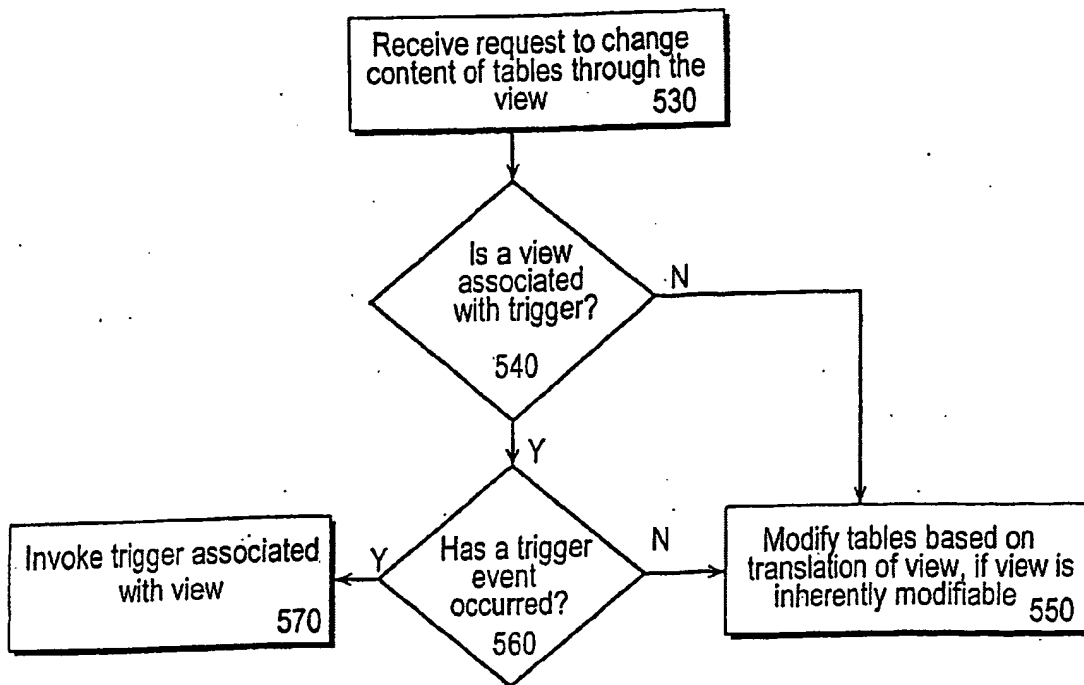 Receive request to change
content of tables through the
view 530
Is a view
associated
with trigger?
540
N
Y
Has a trigger
event
occurred?
560
Y
N
Invoke trigger associated
with view
570
Modify tables based on
translation of view, if view is
inherently modifiable 550